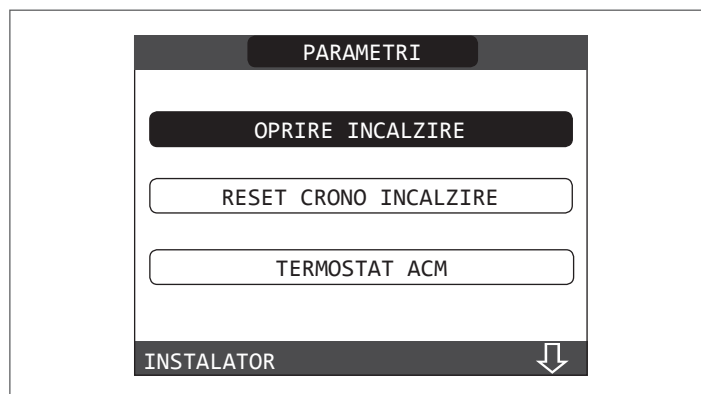 PARAMETRI
OPRIRE INCALZIRE
RESET CRONO INCALZIRE
TERMOSTAT ACM
INSTALATOR